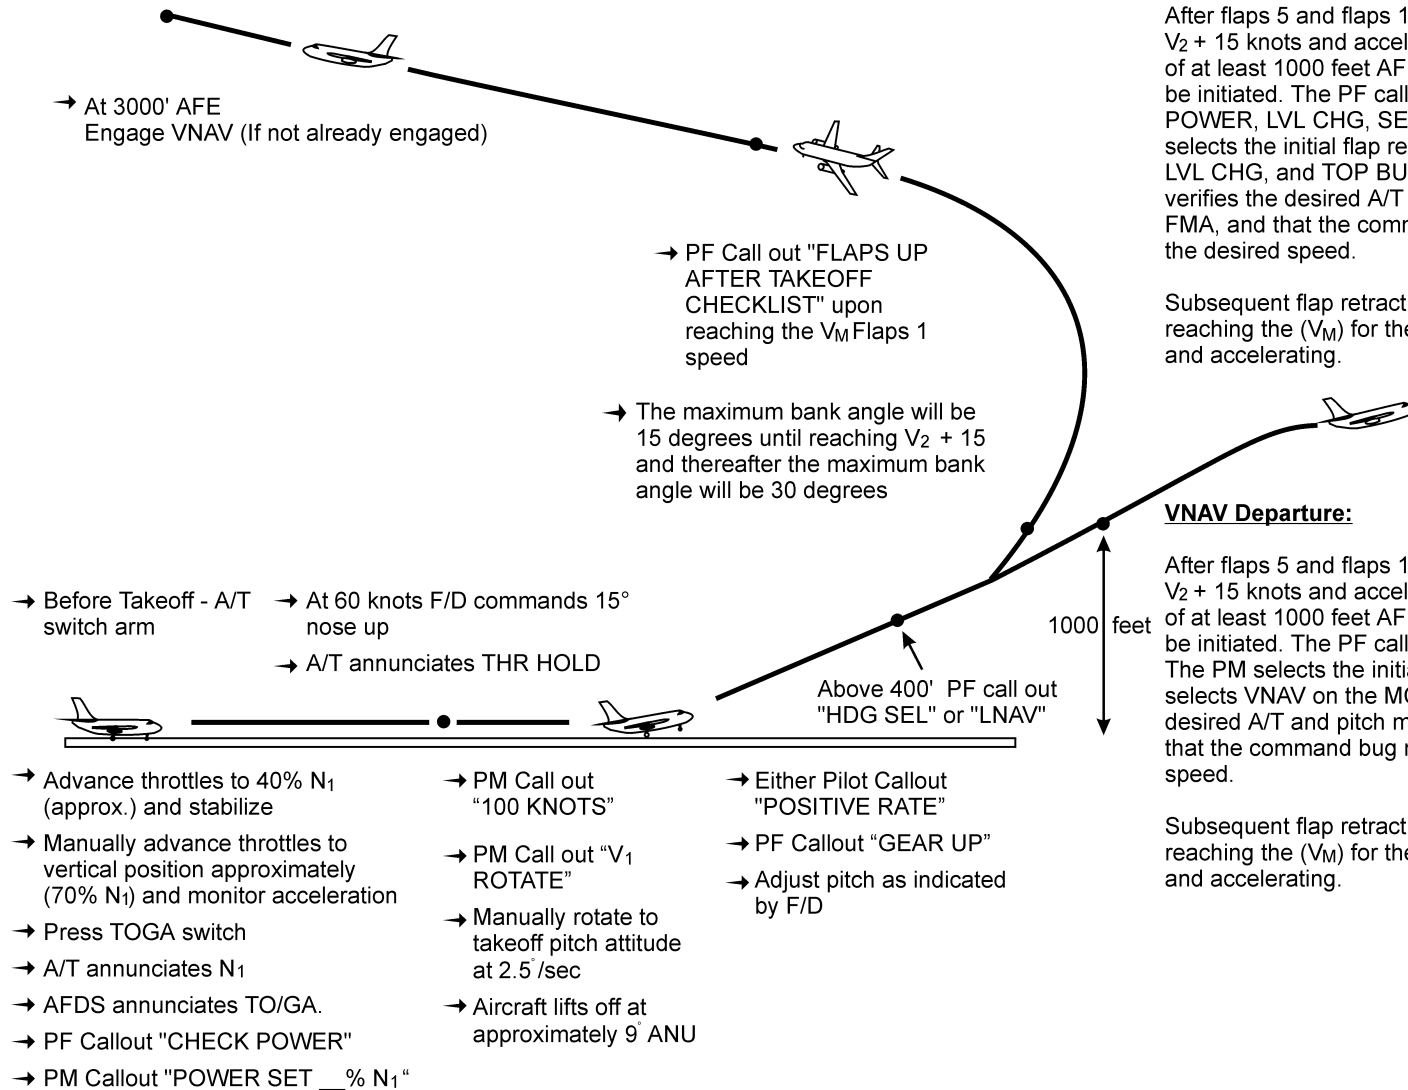 At 3000' AFE
Engage VNAV (If not already engaged)
PF Call out "FLAPS UP
AFTER TAKEOFF
CHECKLIST" upon
reaching the VM Flaps 1
speed
The maximum bank angle will be
15 degrees until reaching V2 + 15
and thereafter the maximum bank
angle will be 30 degrees
After flaps 5 and flaps 1
V2 + 15 knots and accel
of at least 1000 feet AF
be initiated. The PF call
POWER, LVL CHG, SE
selects the initial flap re
LVL CHG, and TOP BU
verifies the desired A/T
FMA, and that the comm
the desired speed.
Subsequent flap retract
reaching the (VM) for the
and accelerating.
VNAV Departure:
After flaps 5 and flaps 1
V2 + 15 knots and accel
of at least 1000 feet AF
be initiated. The PF call
The PM selects the initia
selects VNAV on the MC
desired A/T and pitch m
that the command bug r
speed.
Subsequent flap retract
reaching the (VM) for the
and accelerating.
1000 feet
Before Takeoff - A/T
switch arm
At 60 knots F/D commands 15°
nose up
A/T annunciates THR HOLD
Above 400' PF call out
"HDG SEL" or "LNAV"
Advance throttles to 40% N1
(approx.) and stabilize
Manually advance throttles to
vertical position approximately
(70% N1) and monitor acceleration
Press TOGA switch
A/T annunciates N1
AFDS annunciates TO/GA.
PF Callout "CHECK POWER"
PM Callout "POWER SET __% N1“
PM Call out
“100 KNOTS”
PM Call out “V1
ROTATE”
Manually rotate to
takeoff pitch attitude
at 2.5°/sec
Aircraft lifts off at
approximately 9° ANU
Either Pilot Callout
"POSITIVE RATE”
PF Callout “GEAR UP”
Adjust pitch as indicated
by F/D